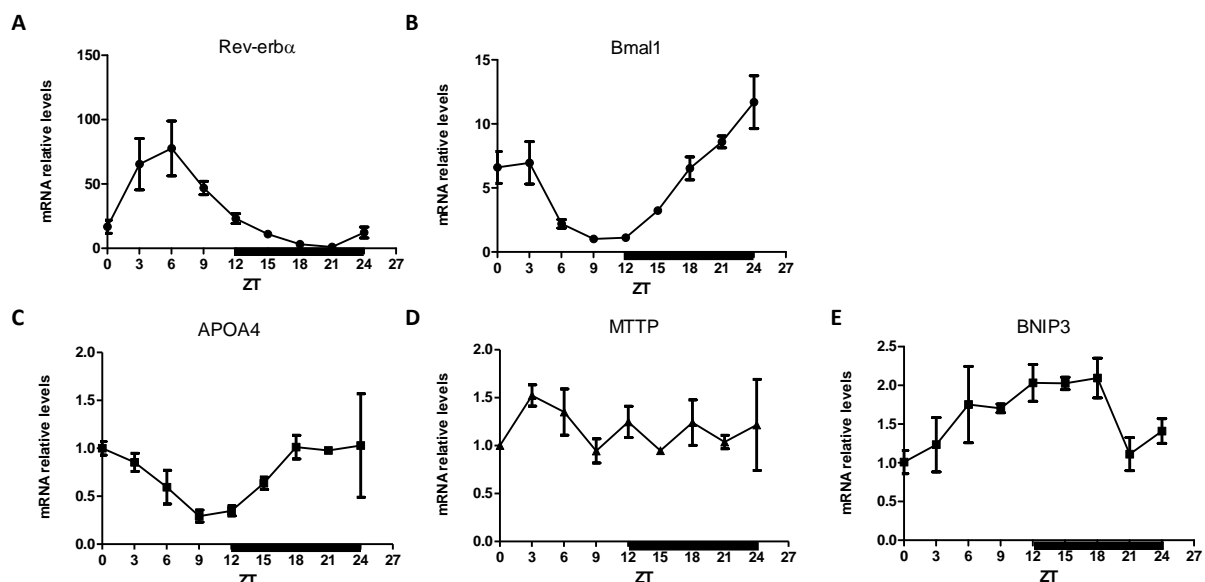 A
Rev-erbα
mRNA relative levels
150
100
50
0
0 3 6 9 12 15 18 21 24 27
ZT
B
Bmal1
mRNA relative levels
15
10
5
0
0 3 6 9 12 15 18 21 24 27
ZT
C
APOA4
mRNA relative levels
2.0
1.5
1.0
0.5
0.0
0 3 6 9 12 15 18 21 24 27
ZT
D
MTTP
mRNA relative levels
2.0
1.5
1.0
0.5
0.0
0 3 6 9 12 15 18 21 24 27
ZT
E
BNIP3
mRNA relative levels
2.5
2.0
1.5
1.0
0.5
0.0
0 3 6 9 12 15 18 21 24 27
ZT